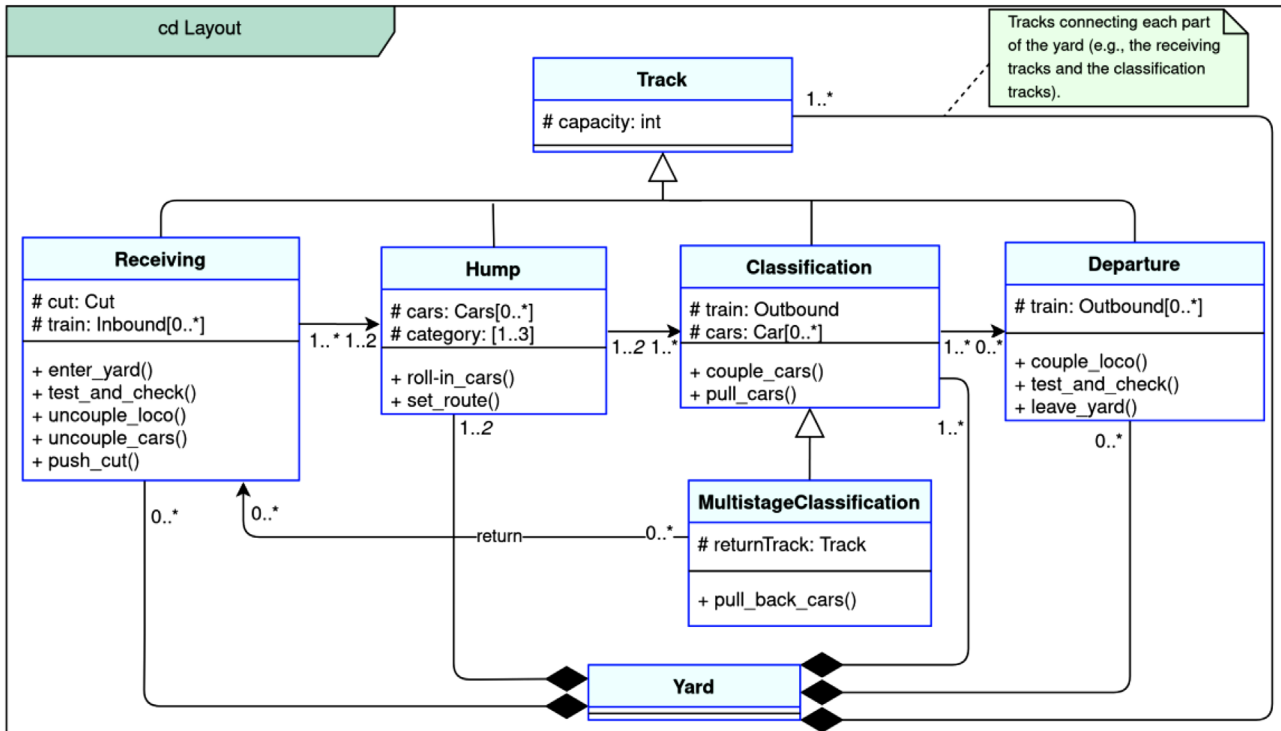 cd Layout
Tracks connecting each part
of the yard (e.g., the receiving
tracks and the classification
tracks).
Track
1..*
# capacity: int
Receiving
# cut: Cut
# train: Inbound[0..*]
+ enter_yard()
+ test_and_check()
+ uncouple_loco()
+ uncouple_cars()
+ push_cut()
1..* 1..2
Hump
# cars: Cars[0..*]
# category: [1..3]
+ roll-in_cars()
+ set_route()
1..2 1..*
Classification
# train: Outbound
# cars: Car[0..*]
+ couple_cars()
+ pull_cars()
1..* 0..*
Departure
# train: Outbound[0..*]
+ couple_loco()
+ test_and_check()
+ leave_yard()
1..2
1..*
0..*
MultistageClassification
# returnTrack: Track
+ pull_back_cars()
0..*
0..*
return
0..*
Yard